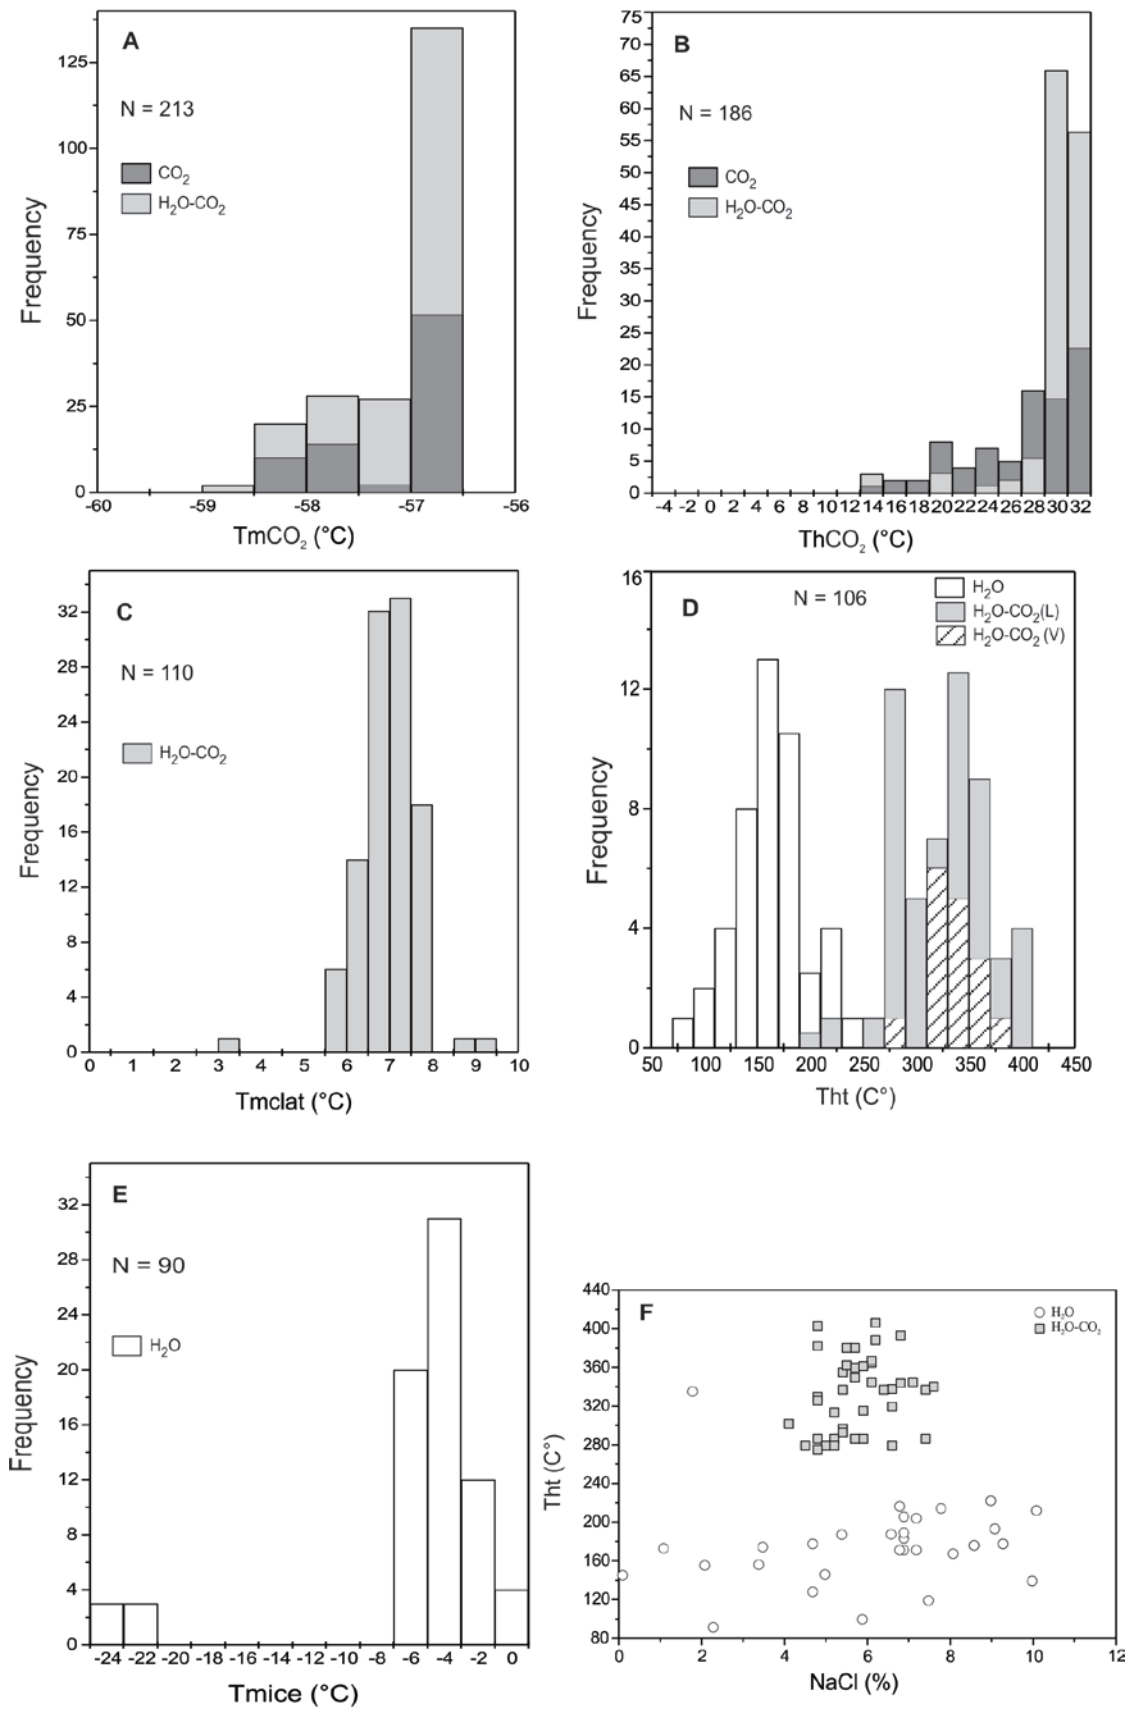 A
N = 213
CO2
H2O-CO2
125
100
75
50
25
0
-60 -59 -58 -57 -56
Frequency
TmCO2 (°C)
B
N = 186
CO2
H2O-CO2
75
70
65
60
55
50
45
40
35
30
25
20
15
10
5
0
-4 -2 0 2 4 6 8 10 12 14 16 18 20 22 24 26 28 30 32
Frequency
ThCO2 (°C)
C
N = 110
H2O-CO2
32
28
24
20
16
12
8
4
0
0 1 2 3 4 5 6 7 8 9 10
Frequency
Tmclat (°C)
D
N = 106
H2O
H2O-CO2(L)
H2O-CO2 (V)
16
12
8
4
0
50 100 150 200 250 300 350 400 450
Frequency
Tht (C°)
E
N = 90
H2O
32
28
24
20
16
12
8
4
0
-24 -22 -20 -18 -16 -14 -12 -10 -8 -6 -4 -2 0
Frequency
Tmice (°C)
F
H2O
H2O-CO2
440
400
360
320
280
240
200
160
120
80
0 2 4 6 8 10 12
Tht (C°)
NaCl (%)